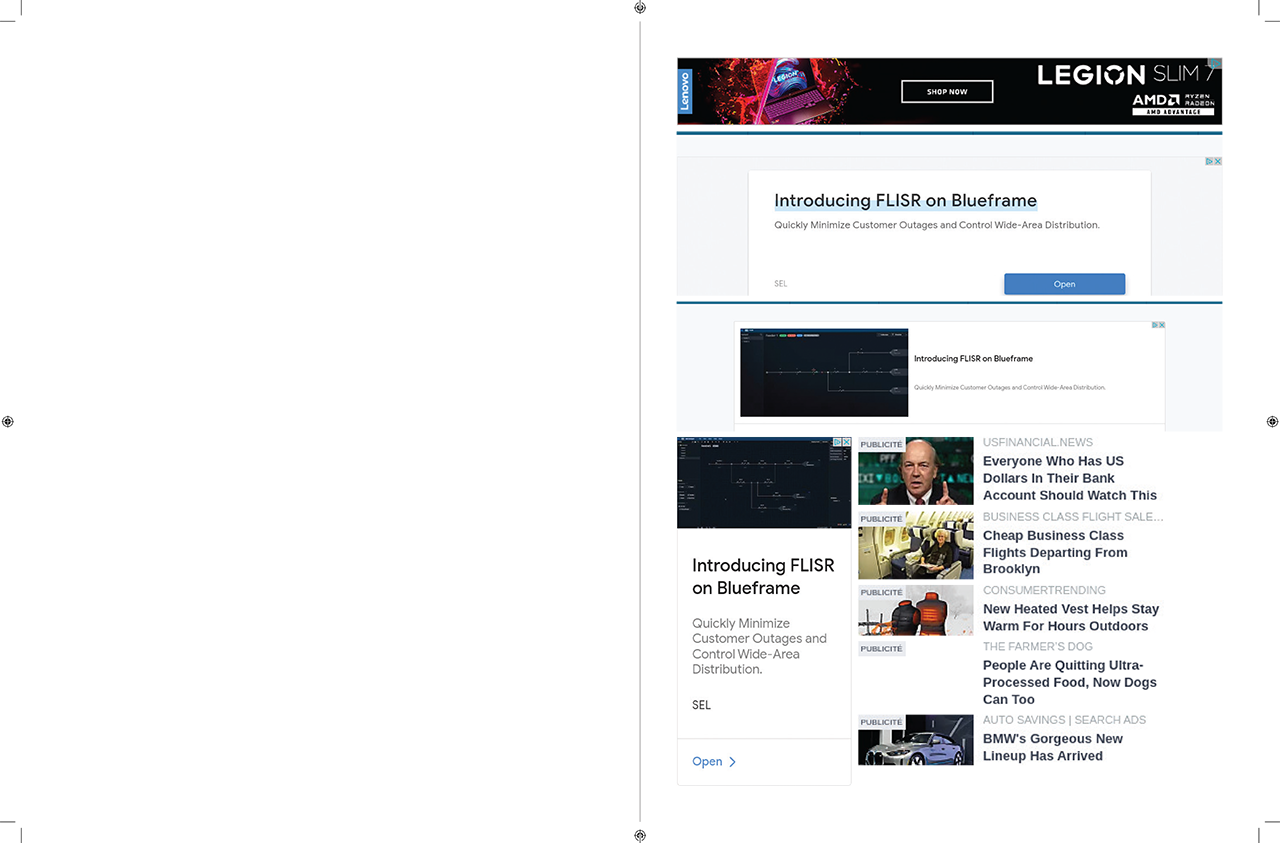 Lenovo
LEGION
SHOP NOW
LEGION SLIM 7
AMD RYZEN
RADEON
AMD ADVANTAGE
Introducing FLISR on Blueframe
Quickly Minimize Customer Outages and Control Wide-Area Distribution.
SEL
Open
Introducing FLISR on Blueframe
Quickly Minimize Customer Outages and Control Wide-Area Distribution.
Introducing FLISR
on Blueframe
Quickly Minimize
Customer Outages and
Control Wide-Area
Distribution.
SEL
Open
PUBLICITÉ
USFINANCIAL.NEWS
Everyone Who Has US
Dollars In Their Bank
Account Should Watch This
PUBLICITÉ
BUSINESS CLASS FLIGHT SALE…
Cheap Business Class
Flights Departing From
Brooklyn
PUBLICITÉ
CONSUMERTRENDING
New Heated Vest Helps Stay
Warm For Hours Outdoors
PUBLICITÉ
THE FARMER'S DOG
People Are Quitting Ultra-
Processed Food, Now Dogs
Can Too
PUBLICITÉ
AUTO SAVINGS | SEARCH ADS
BMW's Gorgeous New
Lineup Has Arrived